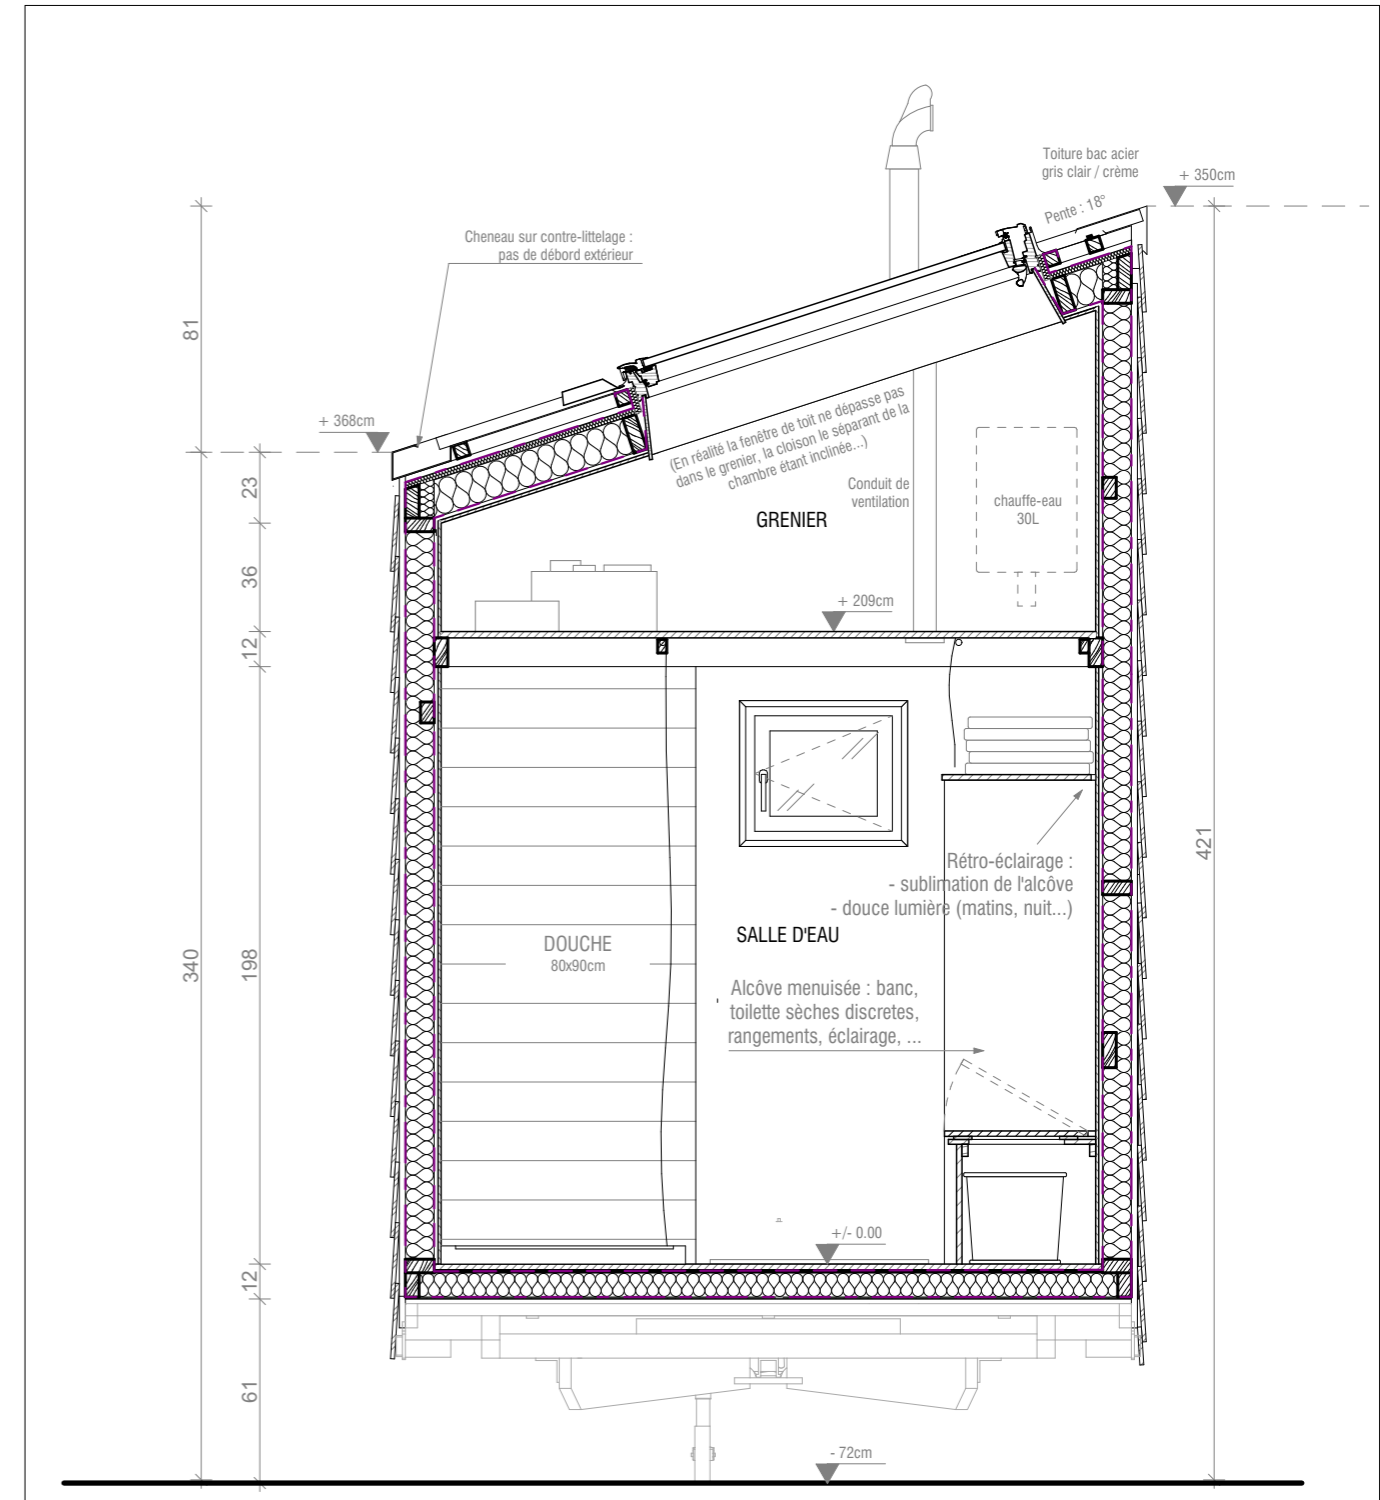 Toiture bac acier
gris clair / crème
+ 350cm
Pente : 18°
Cheneau sur contre-littelage :
pas de débord extérieur
81
+ 368cm
(En réalité la fenêtre de toit ne dépasse pas
dans le grenier, la cloison le séparant de la
chambre étant inclinée...)
23
Conduit de
ventilation
chauffe-eau
30L
GRENIER
36
+ 209cm
12
421
Rétro-éclairage :
- sublimation de l'alcôve
- douce lumière (matins, nuit...)
DOUCHE
80x90cm
SALLE D'EAU
340
198
Alcôve menuisée : banc,
toilette sèches discretes,
rangements, éclairage, ...
+/- 0.00
12
61
- 72cm